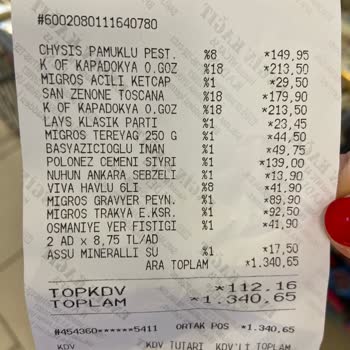 #6002080111640780
CHYSIS PAMUKLU PEST. %8 *149,95
K OF KAPADOKYA O.GOZ %18 *213,50
MIGROS ACILI KETCAP %1 *29,50
SAN ZENONE TOSCANA %18 *179,90
K OF KAPADOKYA O.GOZ %18 *213,50
LAYS KLASIK PARTI %1 *23,45
MIGROS TEREYAG 250 G %1 *44,50
BASYAZICIOGLU INAN %1 *49,75
POLONEZ CEMENI SIYRI %1 *139,00
NUHUN ANKARA SEBZELI %1 *13,90
VIVA HAVLU 6LI %8 *41,90
MIGROS GRAVYER PEYN. %1 *89,90
MIGROS TRAKYA E.KSR. %1 *92,50
OSMANIYE YER FISTIGI %1 *41,90
2 AD x 8,75 TL/AD
ASSU MINERALLI SU %1 *17,50
ARA TOPLAM *1.340,65
TOPKDV *112,16
TOPLAM *1.340,65
#454360******5411 ORTAK POS *1.340,65
KDV KDV TUTARI KDV'LI TOPLAM